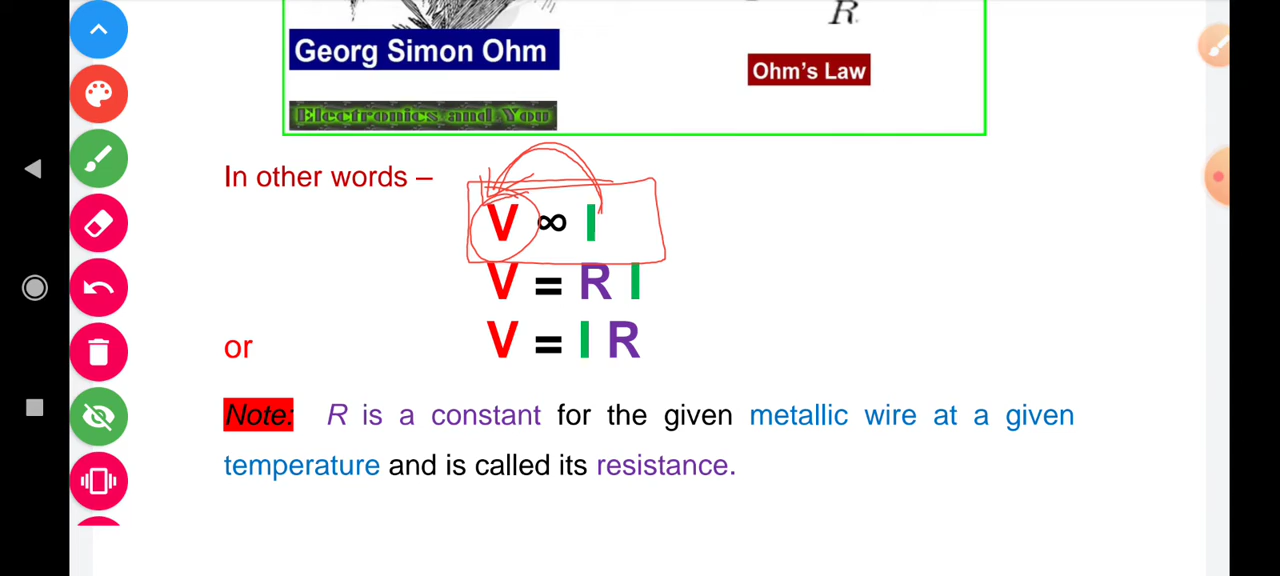 R
Georg Simon Ohm
Ohm's Law
Electronics and You
In other words –
V ∞ I
V = R I
or V = I R
Note: R is a constant for the given metallic wire at a given
temperature and is called its resistance.